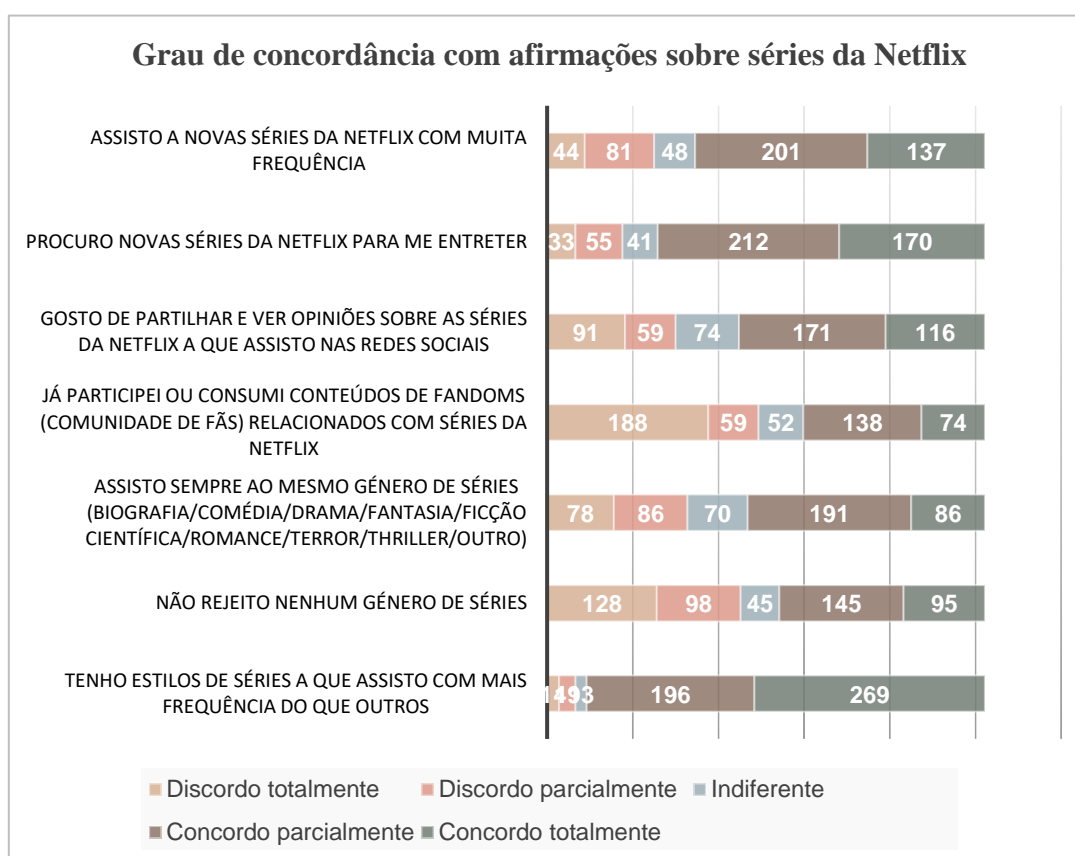 Grau de concordância com afirmações sobre séries da Netflix
ASSISTO A NOVAS SÉRIES DA NETFLIX COM MUITA
FREQUÊNCIA
44 81 48 201 137
PROCURO NOVAS SÉRIES DA NETFLIX PARA ME ENTRETER
33 55 41 212 170
GOSTO DE PARTILHAR E VER OPINIÕES SOBRE AS SÉRIES
DA NETFLIX A QUE ASSISTO NAS REDES SOCIAIS
91 59 74 171 116
JÁ PARTICIPEI OU CONSUMI CONTEÚDOS DE FANDOMS
(COMUNIDADE DE FÃS) RELACIONADOS COM SÉRIES DA
NETFLIX
188 59 52 138 74
ASSISTO SEMPRE AO MESMO GÉNERO DE SÉRIES
(BIOGRAFIA/COMÉDIA/DRAMA/FANTASIA/FICÇÃO
CIENTÍFICA/ROMANCE/TERROR/THRILLER/OUTRO)
78 86 70 191 86
NÃO REJEITO NENHUM GÉNERO DE SÉRIES
128 98 45 145 95
TENHO ESTILOS DE SÉRIES A QUE ASSISTO COM MAIS
FREQUÊNCIA DO QUE OUTROS
196 269
Discordo totalmente Discordo parcialmente Indiferente
Concordo parcialmente Concordo totalmente